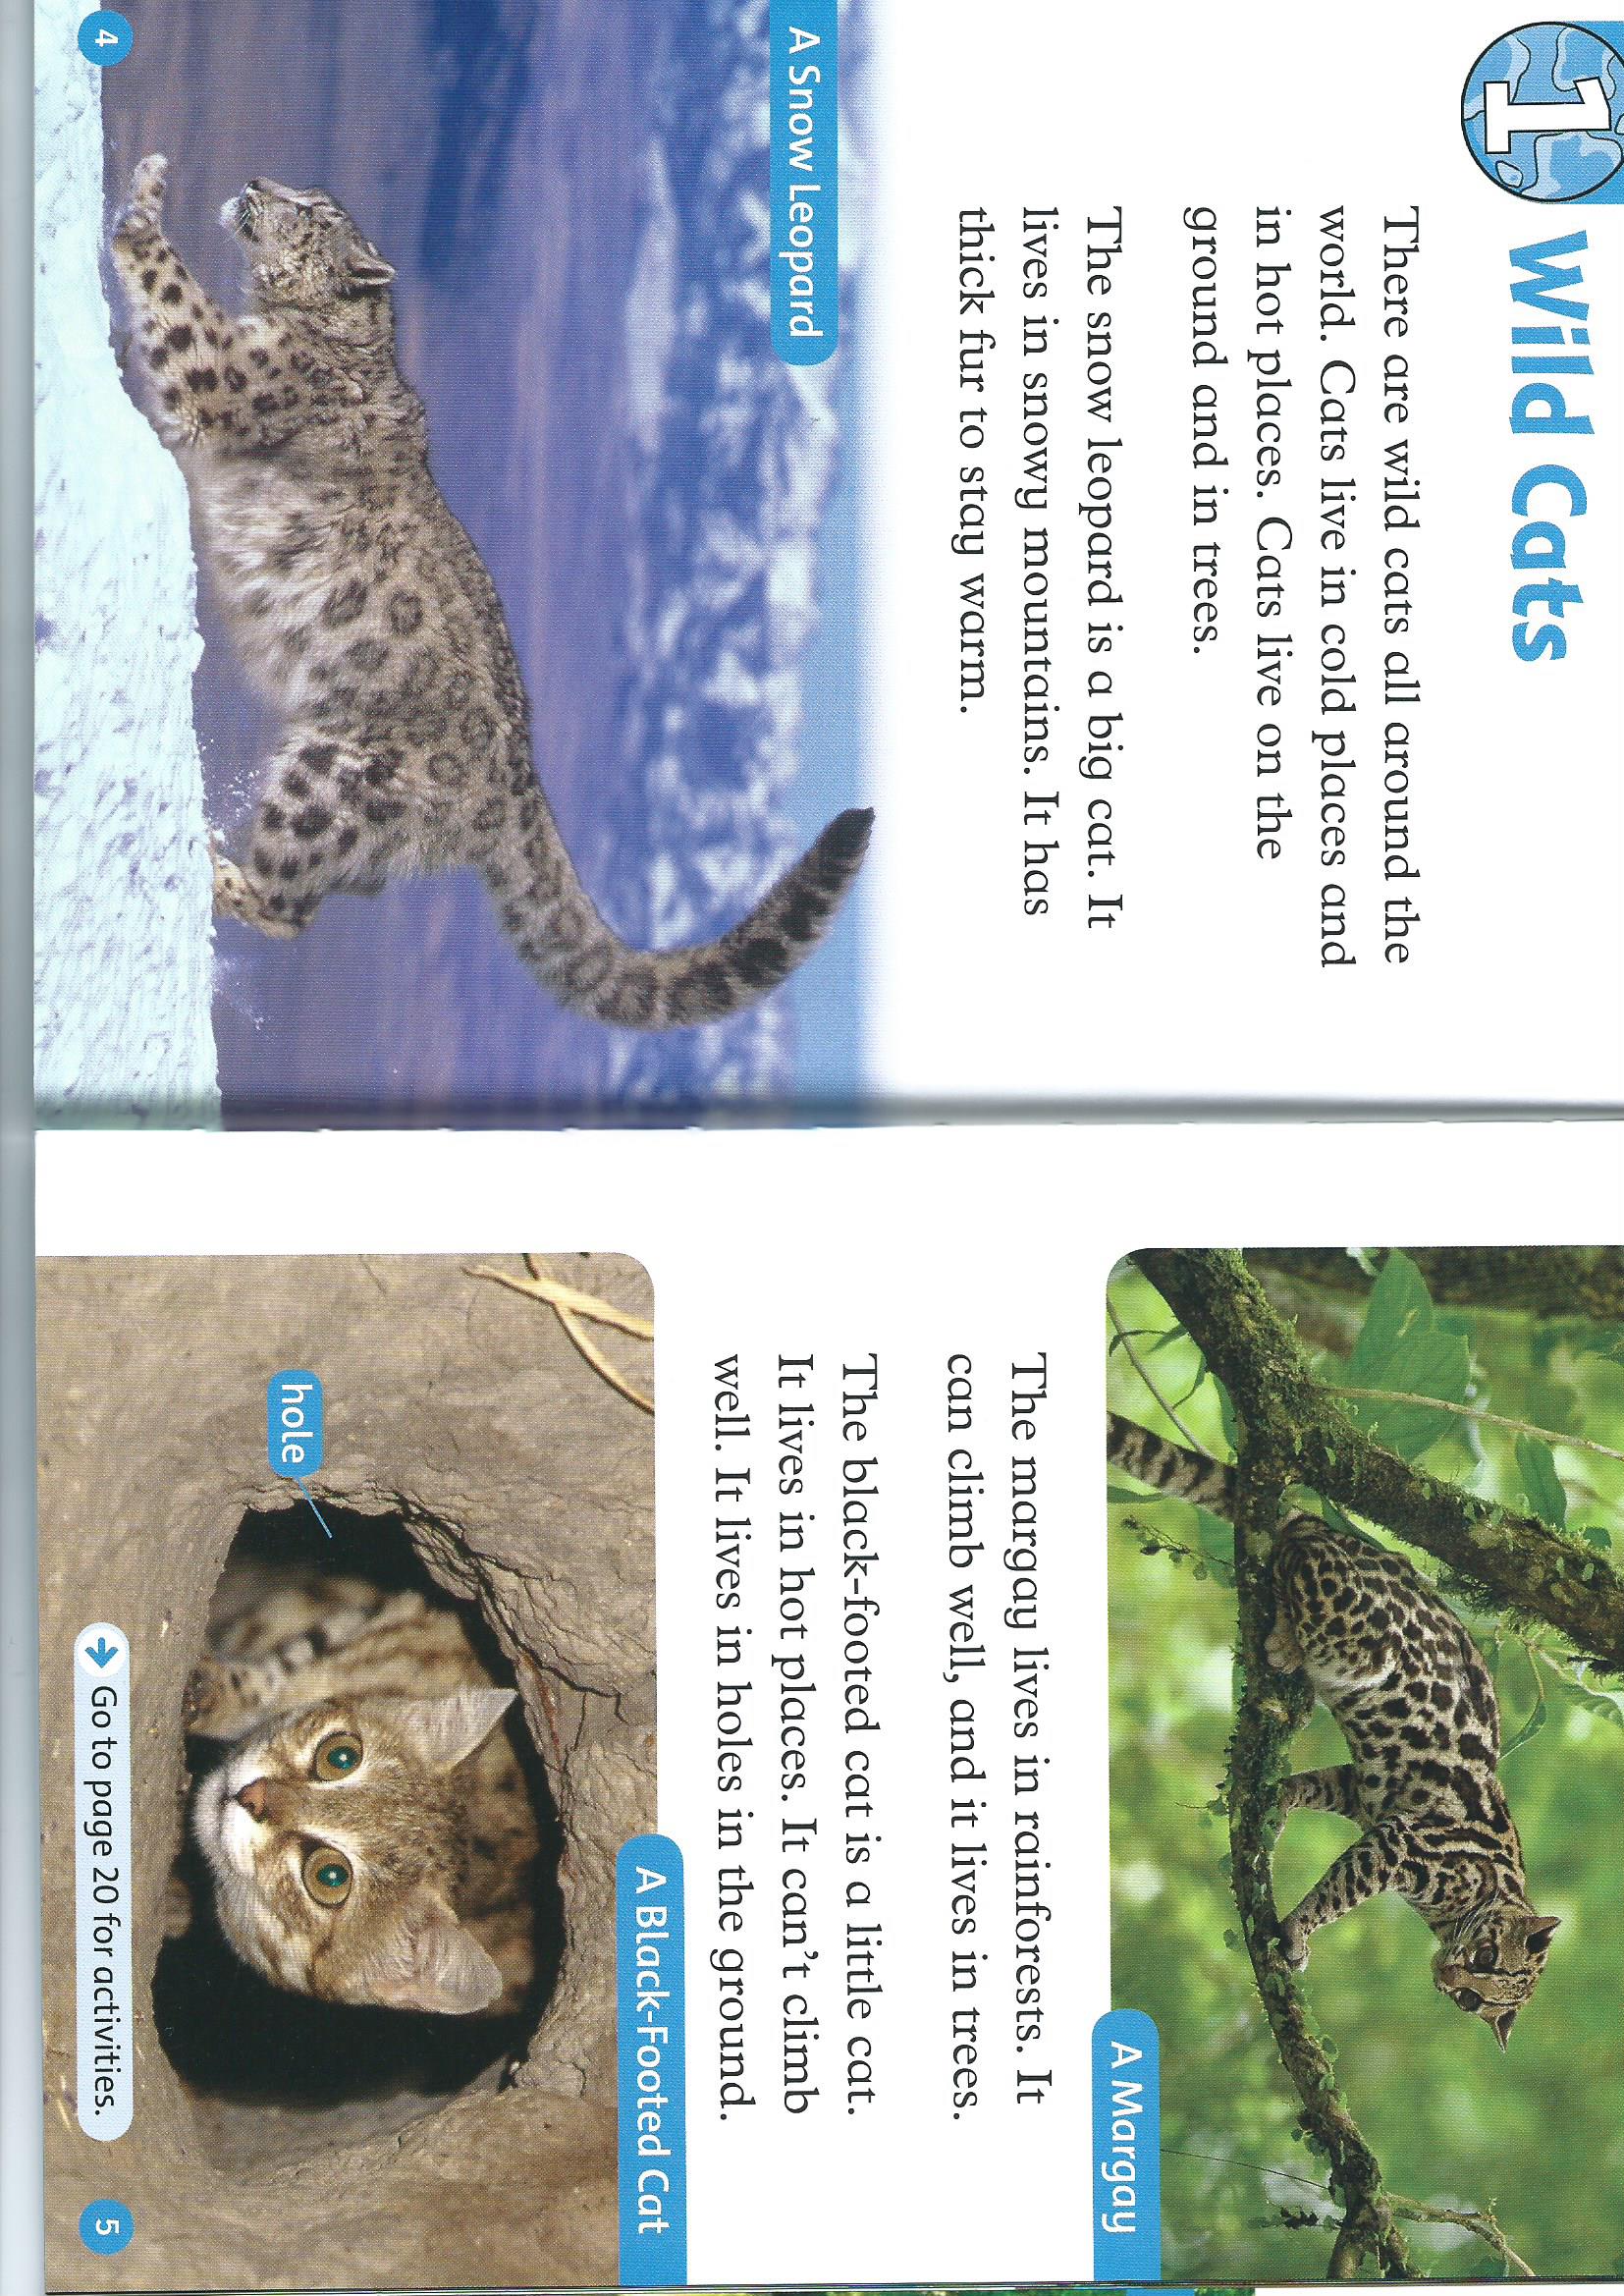 1 Wild Cats
There are wild cats all around the
world. Cats live in cold places and
in hot places. Cats live on the
ground and in trees.
The snow leopard is a big cat. It
lives in snowy mountains. It has
thick fur to stay warm.
A Snow Leopard
4
A Margay
The margay lives in rainforests. It
can climb well, and it lives in trees.
The black-footed cat is a little cat.
It lives in hot places. It can’t climb
well. It lives in holes in the ground.
A Black-Footed Cat
hole
Go to page 20 for activities.
5